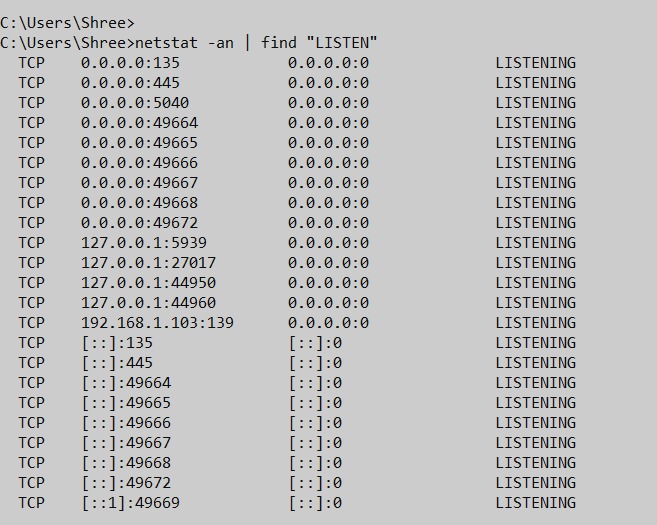 C:\Users\Shree>
C:\Users\Shree>netstat -an | find "LISTEN"
  TCP    0.0.0.0:135            0.0.0.0:0              LISTENING
  TCP    0.0.0.0:445            0.0.0.0:0              LISTENING
  TCP    0.0.0.0:5040           0.0.0.0:0              LISTENING
  TCP    0.0.0.0:49664          0.0.0.0:0              LISTENING
  TCP    0.0.0.0:49665          0.0.0.0:0              LISTENING
  TCP    0.0.0.0:49666          0.0.0.0:0              LISTENING
  TCP    0.0.0.0:49667          0.0.0.0:0              LISTENING
  TCP    0.0.0.0:49668          0.0.0.0:0              LISTENING
  TCP    0.0.0.0:49672          0.0.0.0:0              LISTENING
  TCP    127.0.0.1:5939         0.0.0.0:0              LISTENING
  TCP    127.0.0.1:27017        0.0.0.0:0              LISTENING
  TCP    127.0.0.1:44950        0.0.0.0:0              LISTENING
  TCP    127.0.0.1:44960        0.0.0.0:0              LISTENING
  TCP    192.168.1.103:139      0.0.0.0:0              LISTENING
  TCP    [::]:135               [::]:0                 LISTENING
  TCP    [::]:445               [::]:0                 LISTENING
  TCP    [::]:49664             [::]:0                 LISTENING
  TCP    [::]:49665             [::]:0                 LISTENING
  TCP    [::]:49666             [::]:0                 LISTENING
  TCP    [::]:49667             [::]:0                 LISTENING
  TCP    [::]:49668             [::]:0                 LISTENING
  TCP    [::]:49672             [::]:0                 LISTENING
  TCP    [::1]:49669            [::]:0                 LISTENING